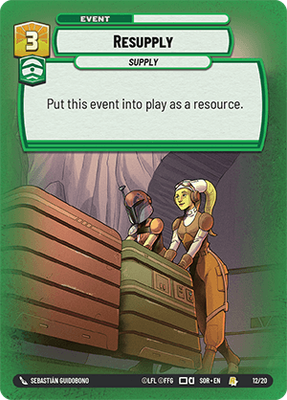 EVENT
3
RESUPPLY
SUPPLY
Put this event into play as a resource.
SEBASTIÁN GUIDOBONO
©LFL ©FFG
SOR • EN
12/20